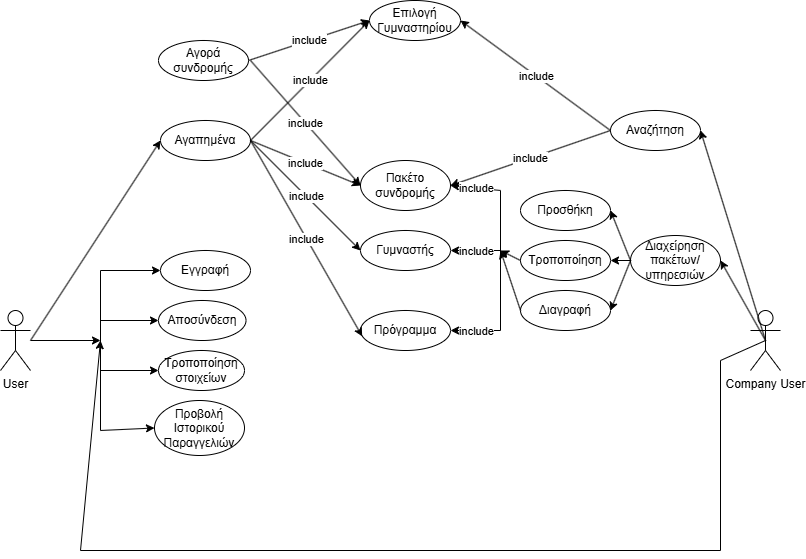 Επιλογή
Γυμναστηρίου
Αγορά
συνδρομής
include
include
include
include
Αναζήτηση
Αγαπημένα
include
include
include
Πακέτο
συνδρομής
include
include
Προσθήκη
include
Γυμναστής
include
Τροποποίηση
Διαχείρηση
πακέτων/
υπηρεσιών
Εγγραφή
Διαγραφή
Αποσύνδεση
Πρόγραμμα
include
Τροποποίηση
στοιχείων
User
Company User
Προβολή
Ιστορικού
Παραγγελιών